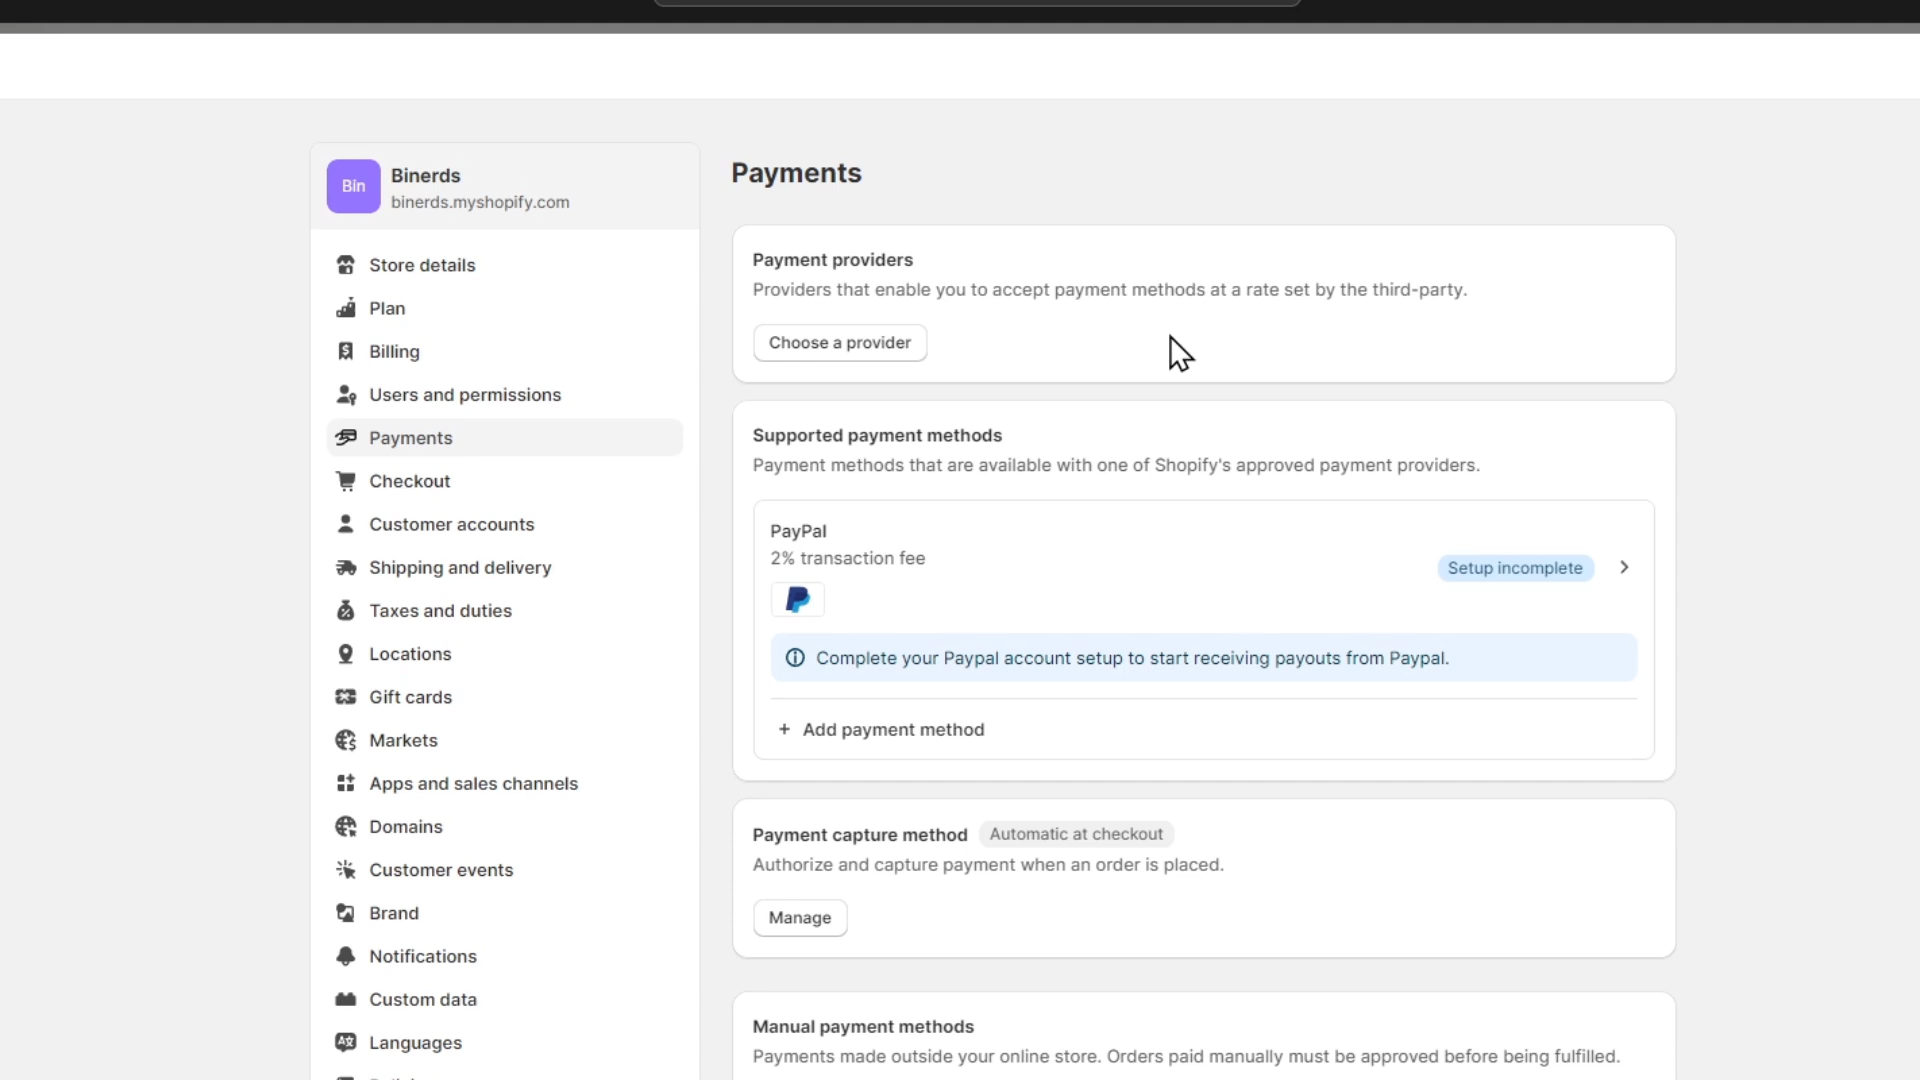 Bin
Binerds
binerds.myshopify.com
Store details
Plan
Billing
Users and permissions
Payments
Checkout
Customer accounts
Shipping and delivery
Taxes and duties
Locations
Gift cards
Markets
Apps and sales channels
Domains
Customer events
Brand
Notifications
Custom data
Languages
Payments
Payment providers
Providers that enable you to accept payment methods at a rate set by the third-party.
Choose a provider
Supported payment methods
Payment methods that are available with one of Shopify's approved payment providers.
PayPal
2% transaction fee
Setup incomplete
Complete your Paypal account setup to start receiving payouts from Paypal.
+ Add payment method
Payment capture method Automatic at checkout
Authorize and capture payment when an order is placed.
Manage
Manual payment methods
Payments made outside your online store. Orders paid manually must be approved before being fulfilled.